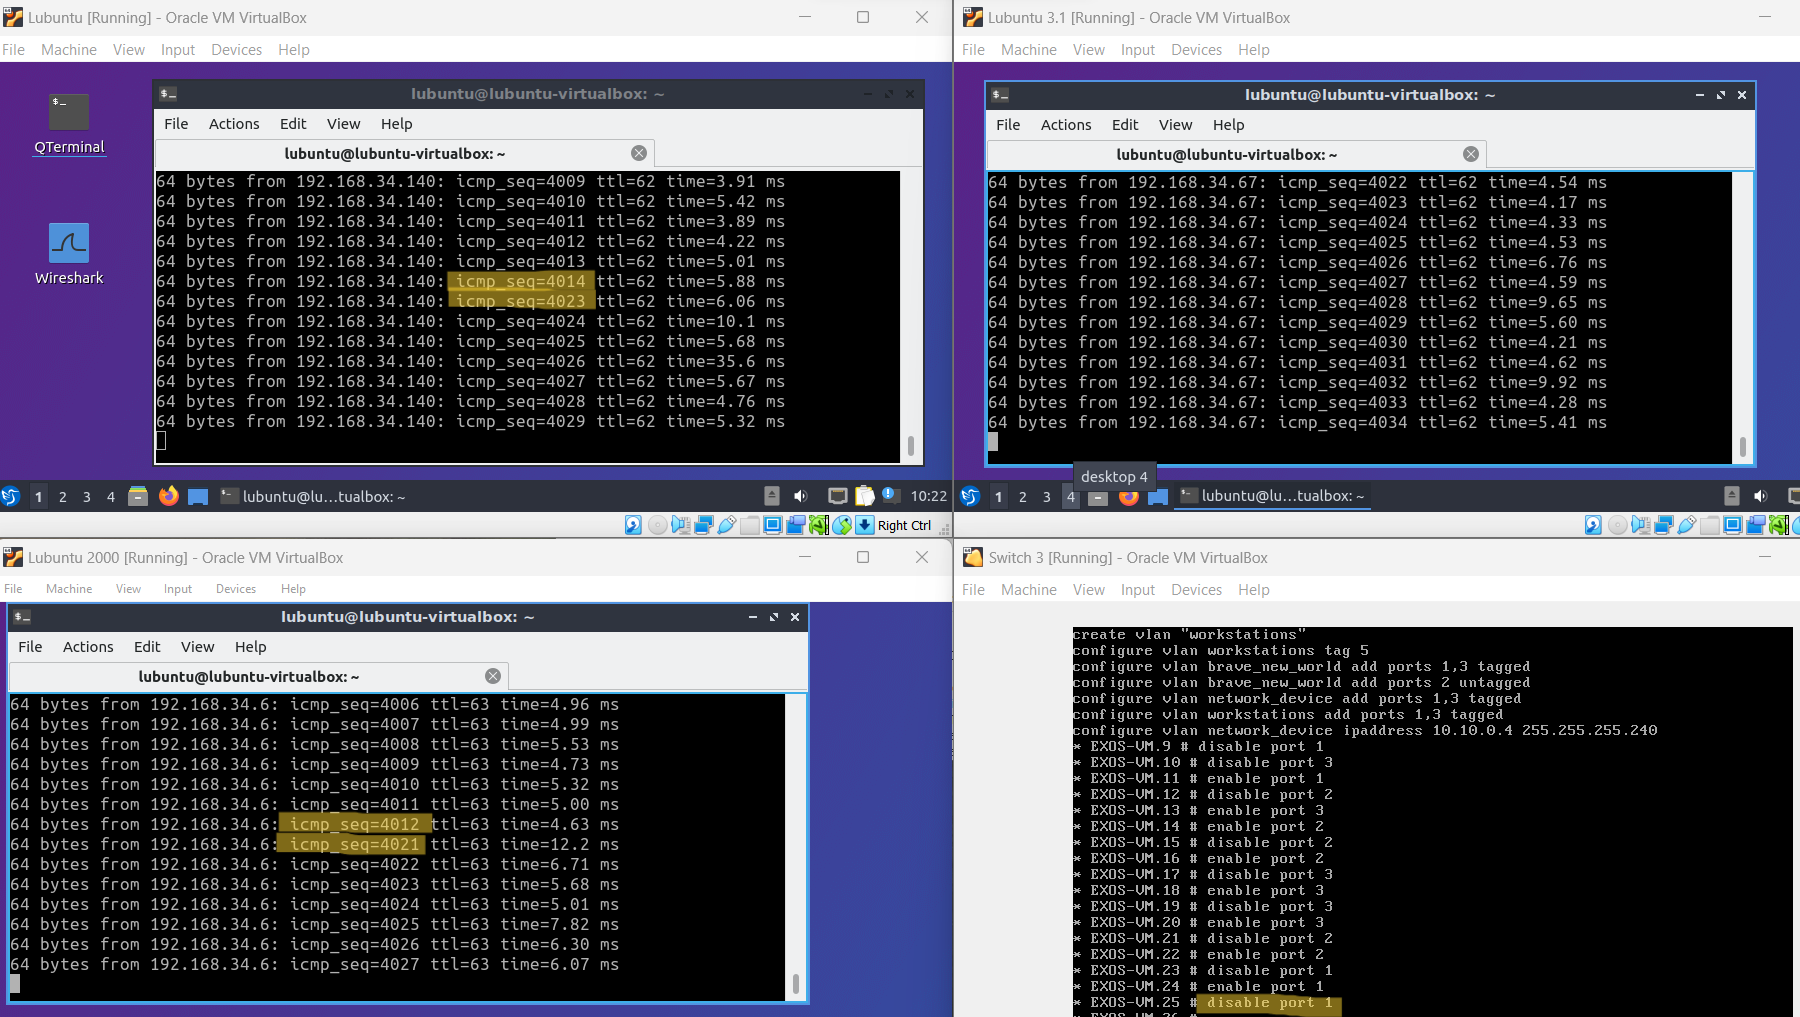 Lubuntu [Running] - Oracle VM VirtualBox
File Machine View Input Devices Help
QTerminal
Wireshark
lubuntu@lubuntu-virtualbox: ~
File Actions Edit View Help
lubuntu@lubuntu-virtualbox: ~
64 bytes from 192.168.34.140: icmp_seq=4009 ttl=62 time=3.91 ms
64 bytes from 192.168.34.140: icmp_seq=4010 ttl=62 time=5.42 ms
64 bytes from 192.168.34.140: icmp_seq=4011 ttl=62 time=3.89 ms
64 bytes from 192.168.34.140: icmp_seq=4012 ttl=62 time=4.22 ms
64 bytes from 192.168.34.140: icmp_seq=4013 ttl=62 time=5.01 ms
64 bytes from 192.168.34.140: icmp_seq=4014 ttl=62 time=5.88 ms
64 bytes from 192.168.34.140: icmp_seq=4023 ttl=62 time=6.06 ms
64 bytes from 192.168.34.140: icmp_seq=4024 ttl=62 time=10.1 ms
64 bytes from 192.168.34.140: icmp_seq=4025 ttl=62 time=5.68 ms
64 bytes from 192.168.34.140: icmp_seq=4026 ttl=62 time=35.6 ms
64 bytes from 192.168.34.140: icmp_seq=4027 ttl=62 time=5.67 ms
64 bytes from 192.168.34.140: icmp_seq=4028 ttl=62 time=4.76 ms
64 bytes from 192.168.34.140: icmp_seq=4029 ttl=62 time=5.32 ms
1 2 3 4 lubuntu@lu...tualbox: ~ 10:22
Right Ctrl
Lubuntu 3.1 [Running] - Oracle VM VirtualBox
File Machine View Input Devices Help
lubuntu@lubuntu-virtualbox: ~
File Actions Edit View Help
lubuntu@lubuntu-virtualbox: ~
64 bytes from 192.168.34.67: icmp_seq=4022 ttl=62 time=4.54 ms
64 bytes from 192.168.34.67: icmp_seq=4023 ttl=62 time=4.17 ms
64 bytes from 192.168.34.67: icmp_seq=4024 ttl=62 time=4.33 ms
64 bytes from 192.168.34.67: icmp_seq=4025 ttl=62 time=4.53 ms
64 bytes from 192.168.34.67: icmp_seq=4026 ttl=62 time=6.76 ms
64 bytes from 192.168.34.67: icmp_seq=4027 ttl=62 time=4.59 ms
64 bytes from 192.168.34.67: icmp_seq=4028 ttl=62 time=9.65 ms
64 bytes from 192.168.34.67: icmp_seq=4029 ttl=62 time=5.60 ms
64 bytes from 192.168.34.67: icmp_seq=4030 ttl=62 time=4.21 ms
64 bytes from 192.168.34.67: icmp_seq=4031 ttl=62 time=4.62 ms
64 bytes from 192.168.34.67: icmp_seq=4032 ttl=62 time=9.92 ms
64 bytes from 192.168.34.67: icmp_seq=4033 ttl=62 time=4.28 ms
64 bytes from 192.168.34.67: icmp_seq=4034 ttl=62 time=5.41 ms
desktop 4
1 2 3 4 lubuntu@lu...tualbox: ~
Lubuntu 2000 [Running] - Oracle VM VirtualBox
File Machine View Input Devices Help
lubuntu@lubuntu-virtualbox: ~
File Actions Edit View Help
lubuntu@lubuntu-virtualbox: ~
64 bytes from 192.168.34.6: icmp_seq=4006 ttl=63 time=4.96 ms
64 bytes from 192.168.34.6: icmp_seq=4007 ttl=63 time=4.99 ms
64 bytes from 192.168.34.6: icmp_seq=4008 ttl=63 time=5.53 ms
64 bytes from 192.168.34.6: icmp_seq=4009 ttl=63 time=4.73 ms
64 bytes from 192.168.34.6: icmp_seq=4010 ttl=63 time=5.32 ms
64 bytes from 192.168.34.6: icmp_seq=4011 ttl=63 time=5.00 ms
64 bytes from 192.168.34.6: icmp_seq=4012 ttl=63 time=4.63 ms
64 bytes from 192.168.34.6: icmp_seq=4021 ttl=63 time=12.2 ms
64 bytes from 192.168.34.6: icmp_seq=4022 ttl=63 time=6.71 ms
64 bytes from 192.168.34.6: icmp_seq=4023 ttl=63 time=5.68 ms
64 bytes from 192.168.34.6: icmp_seq=4024 ttl=63 time=5.01 ms
64 bytes from 192.168.34.6: icmp_seq=4025 ttl=63 time=7.82 ms
64 bytes from 192.168.34.6: icmp_seq=4026 ttl=63 time=6.30 ms
64 bytes from 192.168.34.6: icmp_seq=4027 ttl=63 time=6.07 ms
Switch 3 [Running] - Oracle VM VirtualBox
File Machine View Input Devices Help
create vlan "workstations"
configure vlan workstations tag 5
configure vlan brave_new_world add ports 1,3 tagged
configure vlan brave_new_world add ports 2 untagged
configure vlan network_device add ports 1,3 tagged
configure vlan workstations add ports 1,3 tagged
configure vlan network_device ipaddress 10.10.0.4 255.255.255.240
* EXOS-VM.9 # disable port 1
* EXOS-VM.10 # disable port 3
* EXOS-VM.11 # enable port 1
* EXOS-VM.12 # disable port 2
* EXOS-VM.13 # enable port 3
* EXOS-VM.14 # enable port 2
* EXOS-VM.15 # disable port 2
* EXOS-VM.16 # enable port 2
* EXOS-VM.17 # disable port 3
* EXOS-VM.18 # enable port 3
* EXOS-VM.19 # disable port 3
* EXOS-VM.20 # enable port 3
* EXOS-VM.21 # disable port 2
* EXOS-VM.22 # enable port 2
* EXOS-VM.23 # disable port 1
* EXOS-VM.24 # enable port 1
* EXOS-VM.25 # disable port 1